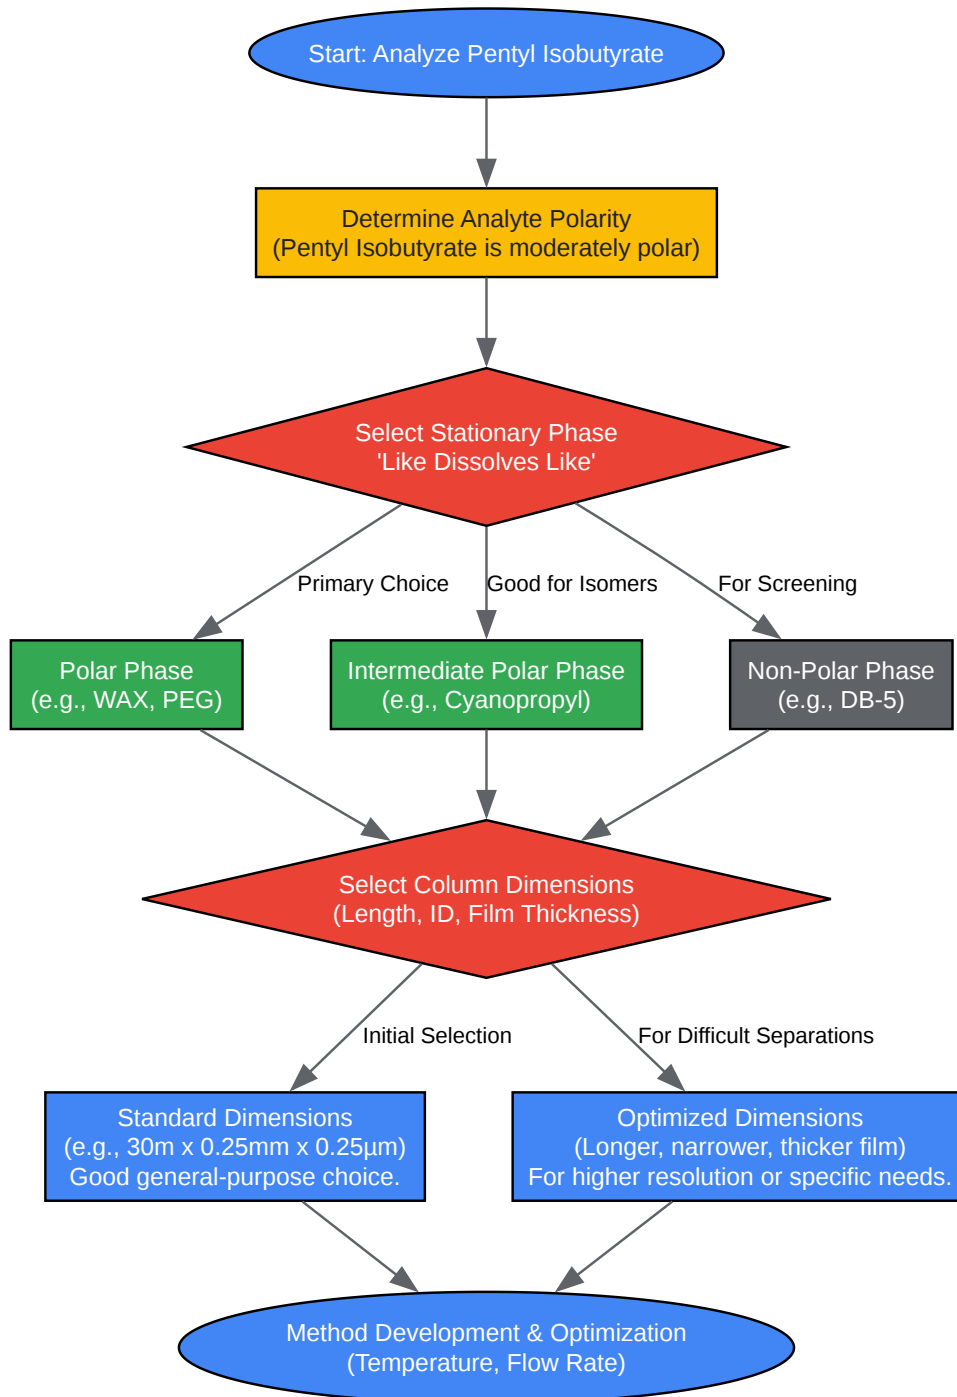 Start: Analyze Pentyl Isobutyrate
Determine Analyte Polarity
(Pentyl Isobutyrate is moderately polar)
Select Stationary Phase
'Like Dissolves Like'
Primary Choice
Good for Isomers
For Screening
Polar Phase
(e.g., WAX, PEG)
Intermediate Polar Phase
(e.g., Cyanopropyl)
Non-Polar Phase
(e.g., DB-5)
Select Column Dimensions
(Length, ID, Film Thickness)
Initial Selection
For Difficult Separations
Standard Dimensions
(e.g., 30m x 0.25mm x 0.25µm)
Good general-purpose choice.
Optimized Dimensions
(Longer, narrower, thicker film)
For higher resolution or specific needs.
Method Development & Optimization
(Temperature, Flow Rate)